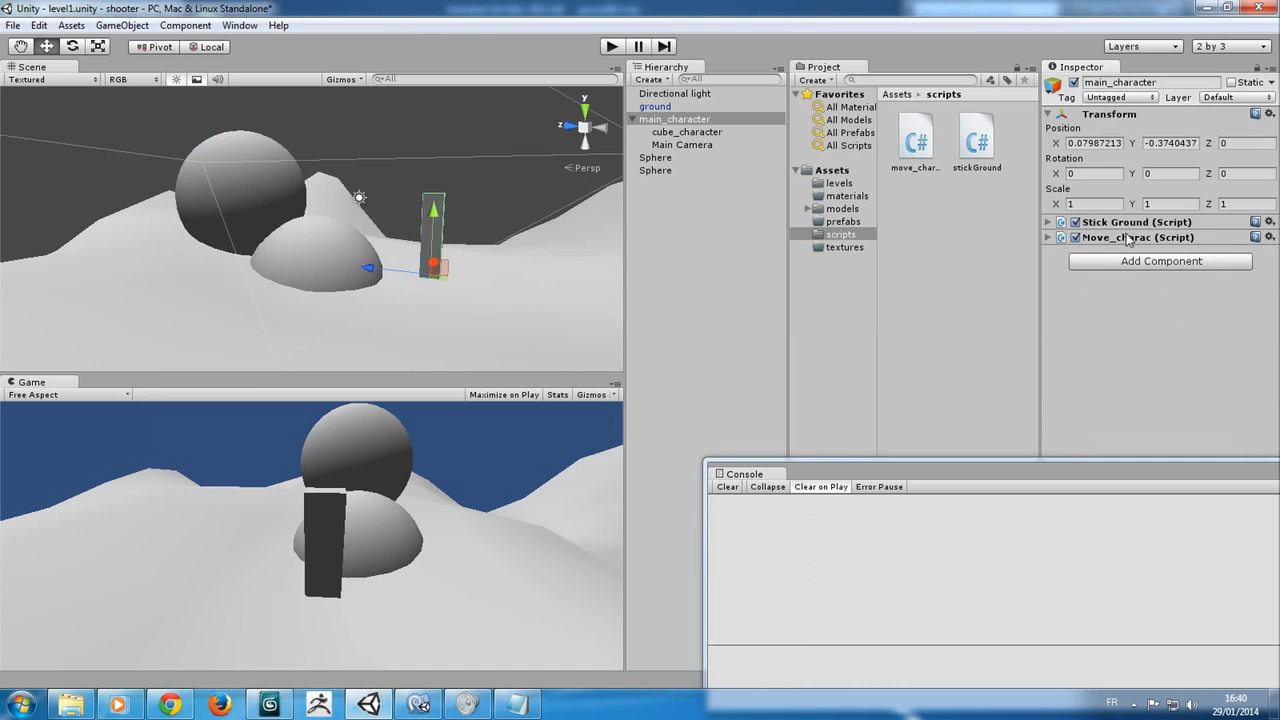 Unity - level1.unity - shooter - PC, Mac & Linux Standalone*
File Edit Assets GameObject Component Window Help
Pivot Local Layers 2 by 3
Scene
Textured RGB Gizmos All
y
z
Persp
Game
Free Aspect Maximize on Play Stats Gizmos
Hierarchy
Create All
Directional light
ground
main_character
cube_character
Main Camera
Sphere
Sphere
Project
Create
Favorites
All Material
All Models
All Prefabs
All Scripts
Assets
levels
materials
models
prefabs
scripts
textures
Assets scripts
C# C#
move_char... stickGround
Inspector
main_character Static
Tag Untagged Layer Default
Transform
Position
X 0.07987213 Y -0.3740437 Z 0
Rotation
X 0 Y 0 Z 0
Scale
X 1 Y 1 Z 1
Stick Ground (Script)
Move_charac (Script)
Add Component
Console
Clear Collapse Clear on Play Error Pause
FR
16:40
29/01/2014